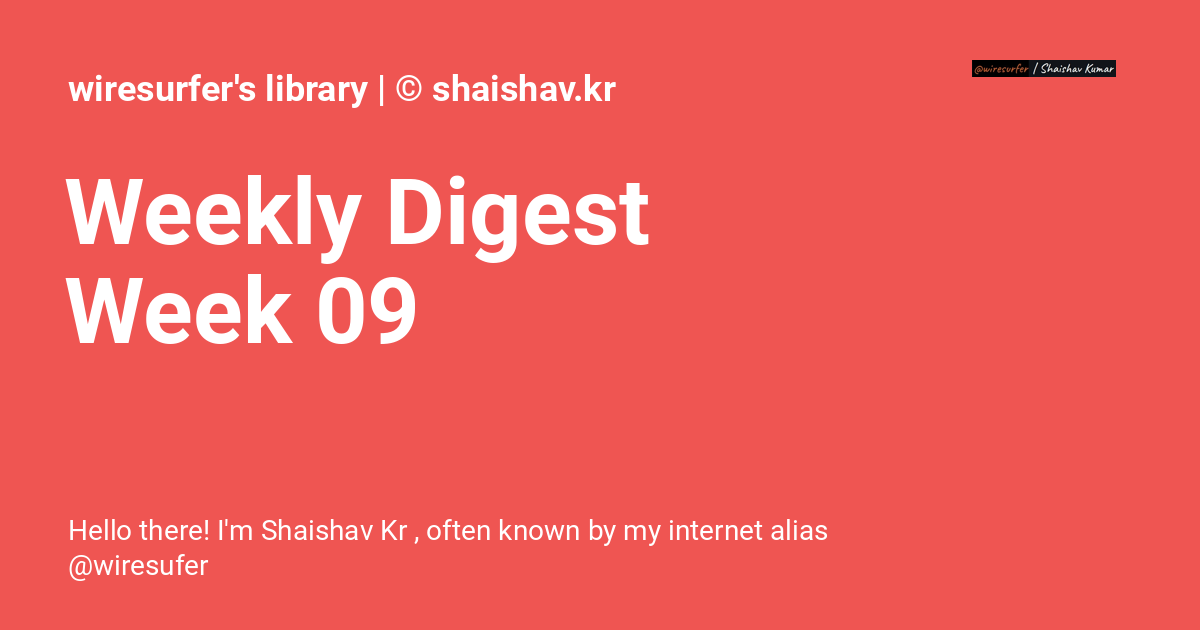 wiresurfer's library | © shaishav.kr
@wiresurfer | Shaishav Kumar
Weekly Digest
Week 09
Hello there! I'm Shaishav Kr , often known by my internet alias
@wiresufer